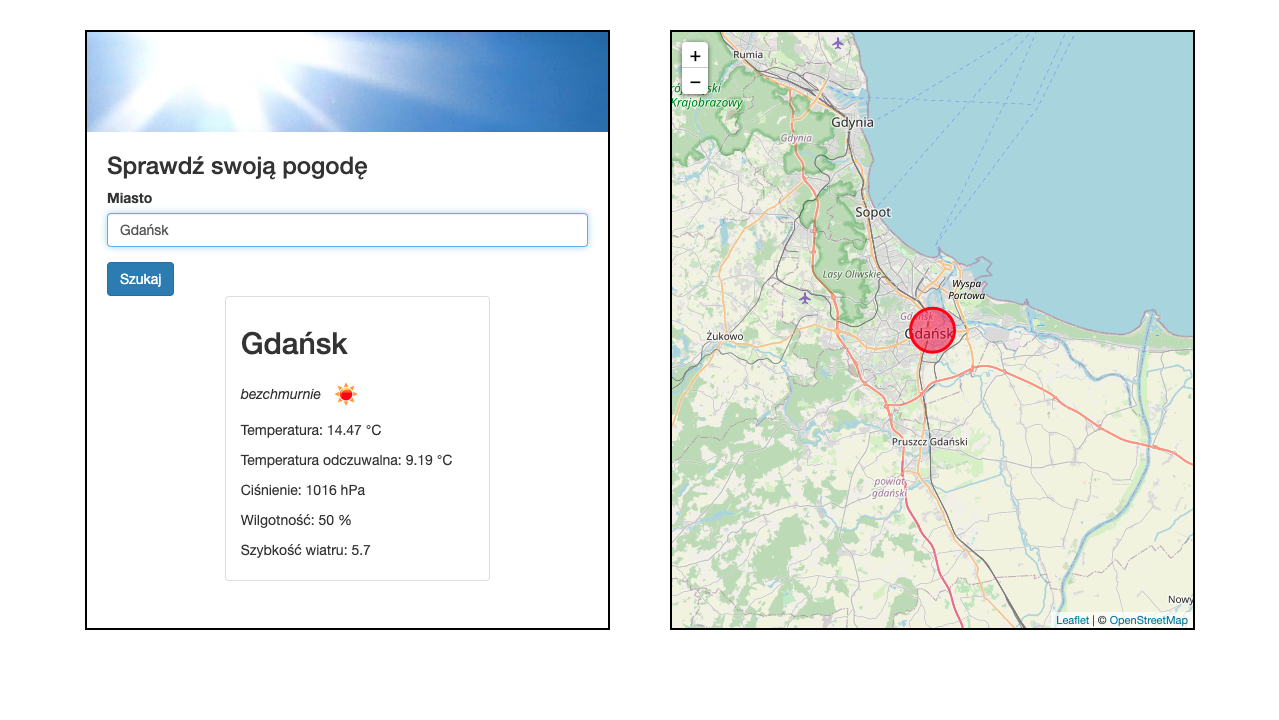 Sprawdź swoją pogodę
Miasto
Gdańsk
Szukaj
Gdańsk
bezchmurnie
Temperatura: 14.47 °C
Temperatura odczuwalna: 9.19 °C
Ciśnienie: 1016 hPa
Wilgotność: 50 %
Szybkość wiatru: 5.7
+
−
Rumia
Krajobrazowy
Gdynia
Gdynia
Sopot
Lasy Oliwskie
Wyspa
Portowa
Gdańsk
Gdańsk
Żukowo
Pruszcz Gdański
powiat
gdański
Nowy
Leaflet | © OpenStreetMap